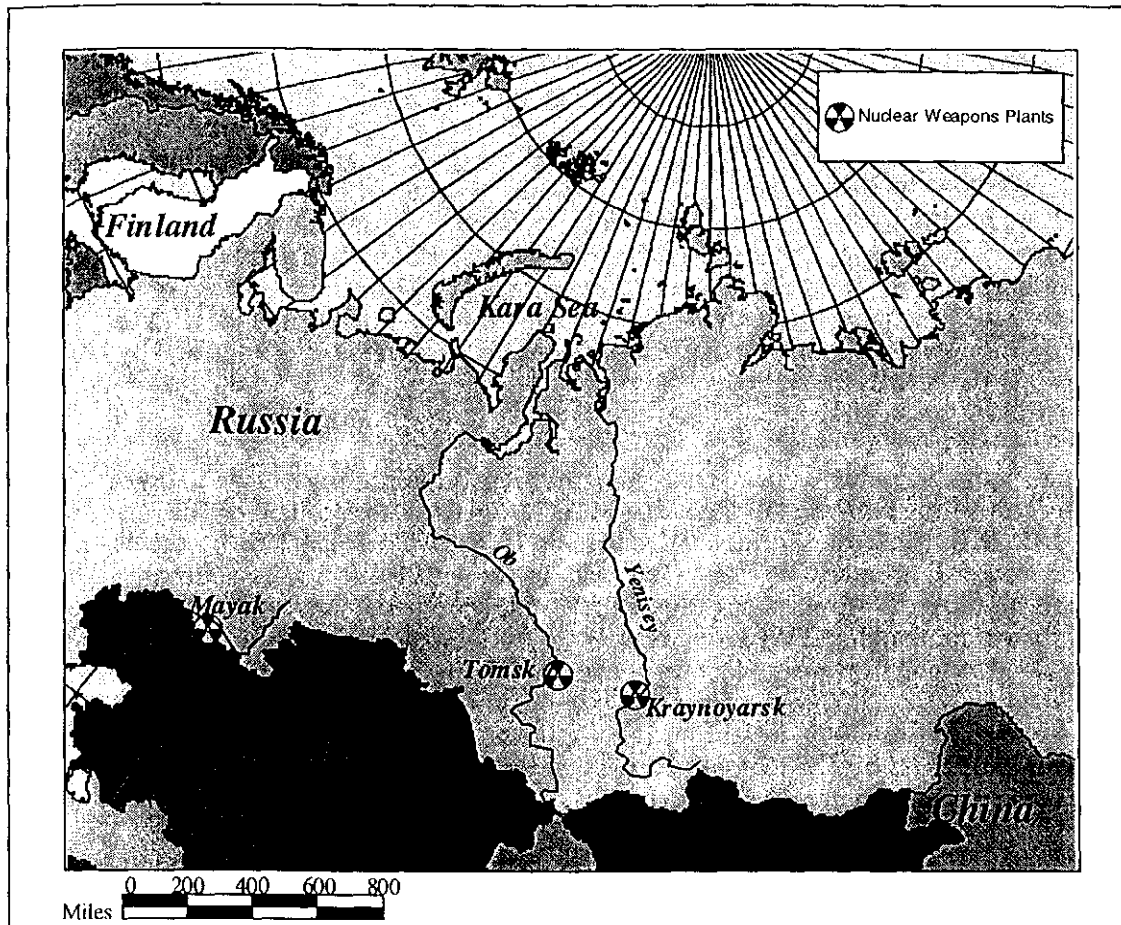 Nuclear Weapons Plants
Finland
Kara Sea
Russia
Ob
Yenisey
Mayak
Tomsk
Kraynoyarsk
China
0 200 400 600 800
Miles